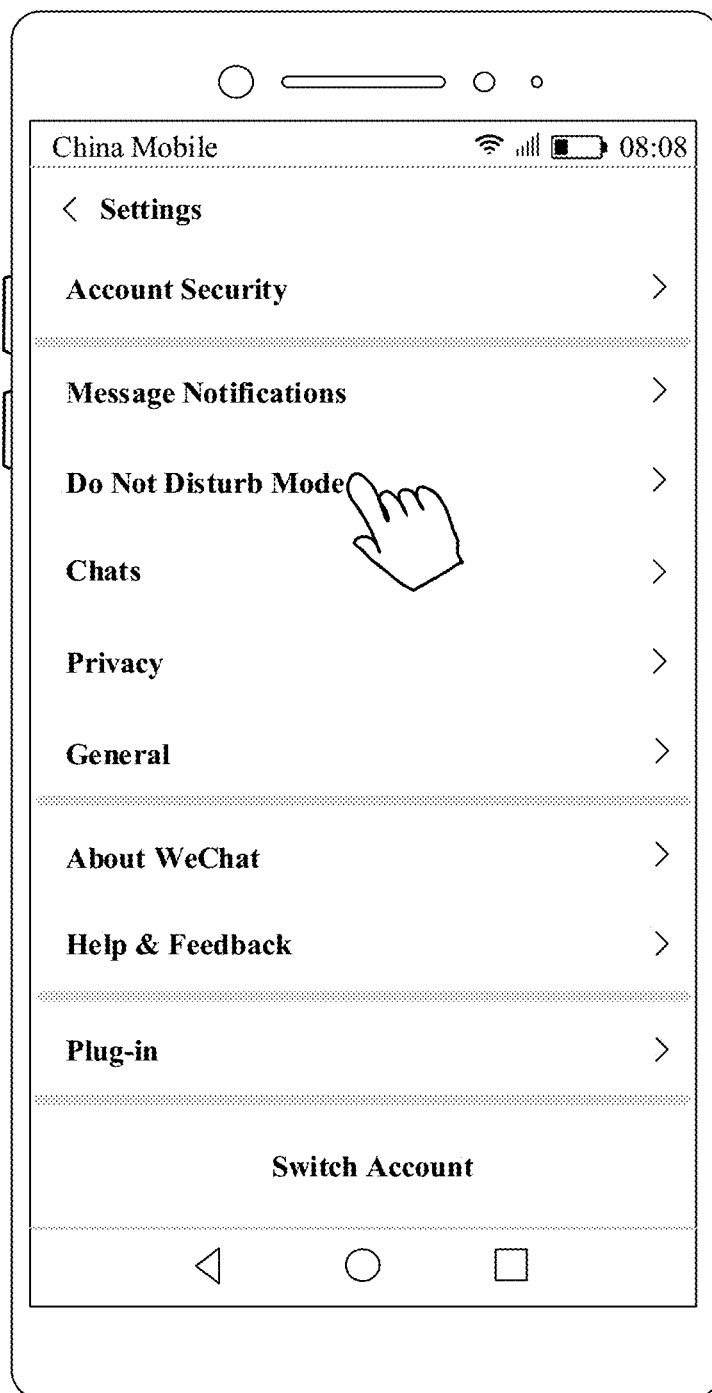 China Mobile 08:08
Settings
Account Security
Message Notifications
Do Not Disturb Mode
Chats
Privacy
General
About WeChat
Help & Feedback
Plug-in
Switch Account